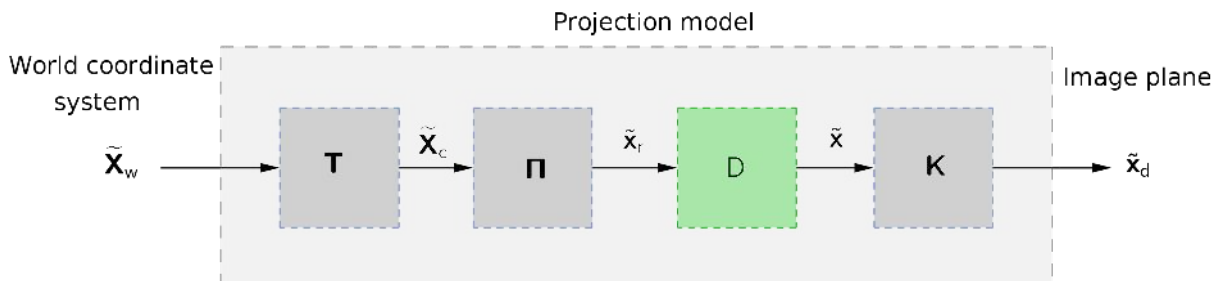 Projection model
World coordinate
system
Image plane
X̃w
T
X̃c
Π
x̃r
D
x̃
K
x̃d